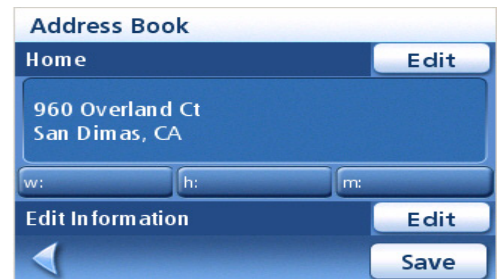 Address Book
Home Edit
960 Overland Ct
San Dimas, CA
w: h: m:
Edit Information Edit
Save